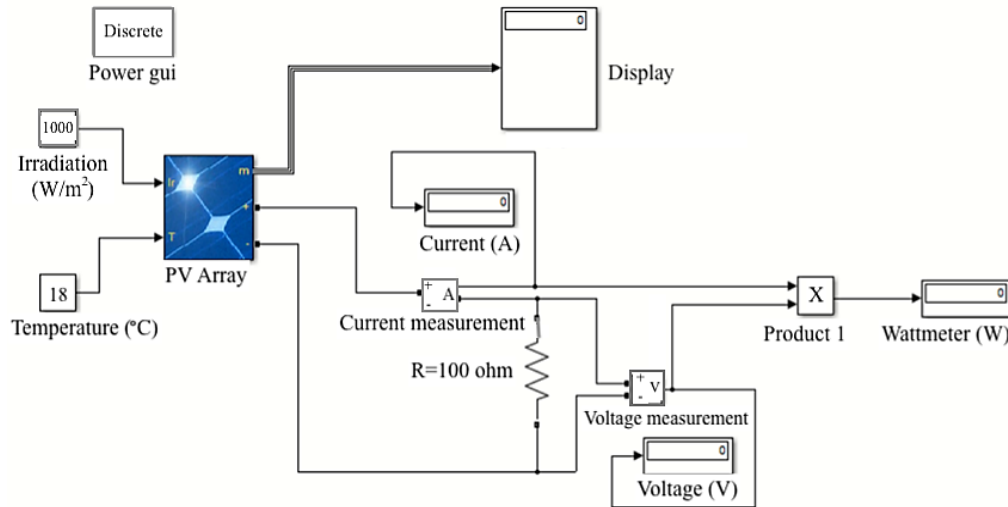 Discrete
Power gui
0
Display
1000
Irradiation
(W/m²)
Ir
m
T
+
-
PV Array
0
Current (A)
18
Temperature (ºC)
+
-
A
Current measurement
X
Product 1
0
Wattmeter (W)
R=100 ohm
+
-
V
Voltage measurement
0
Voltage (V)